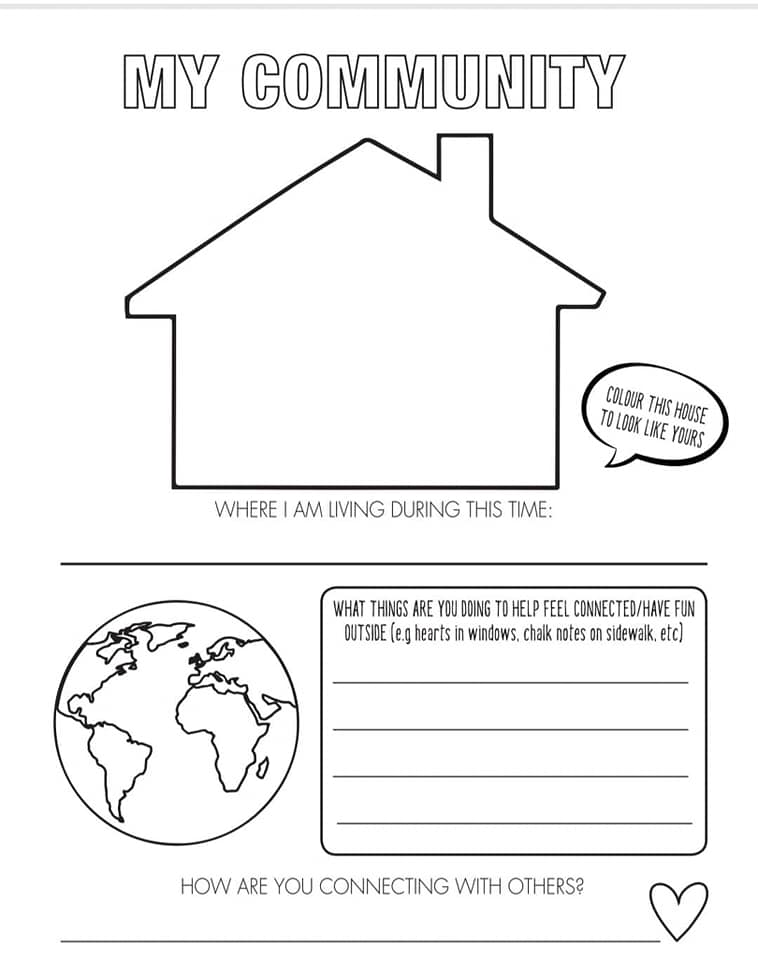 MY COMMUNITY
COLOUR THIS HOUSE
TO LOOK LIKE YOURS
WHERE I AM LIVING DURING THIS TIME:
WHAT THINGS ARE YOU DOING TO HELP FEEL CONNECTED/HAVE FUN
OUTSIDE (e.g hearts in windows, chalk notes on sidewalk, etc)
HOW ARE YOU CONNECTING WITH OTHERS?